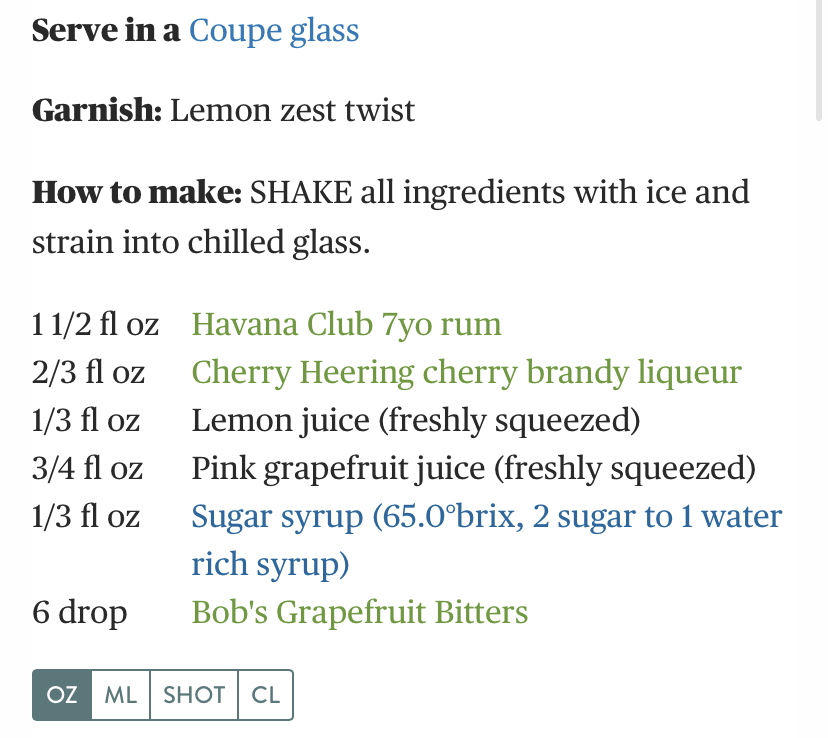 Serve in a Coupe glass
Garnish: Lemon zest twist
How to make: SHAKE all ingredients with ice and
strain into chilled glass.
1 1/2 fl oz Havana Club 7yo rum
2/3 fl oz Cherry Heering cherry brandy liqueur
1/3 fl oz Lemon juice (freshly squeezed)
3/4 fl oz Pink grapefruit juice (freshly squeezed)
1/3 fl oz Sugar syrup (65.0°brix, 2 sugar to 1 water
rich syrup)
6 drop Bob's Grapefruit Bitters
OZ ML SHOT CL